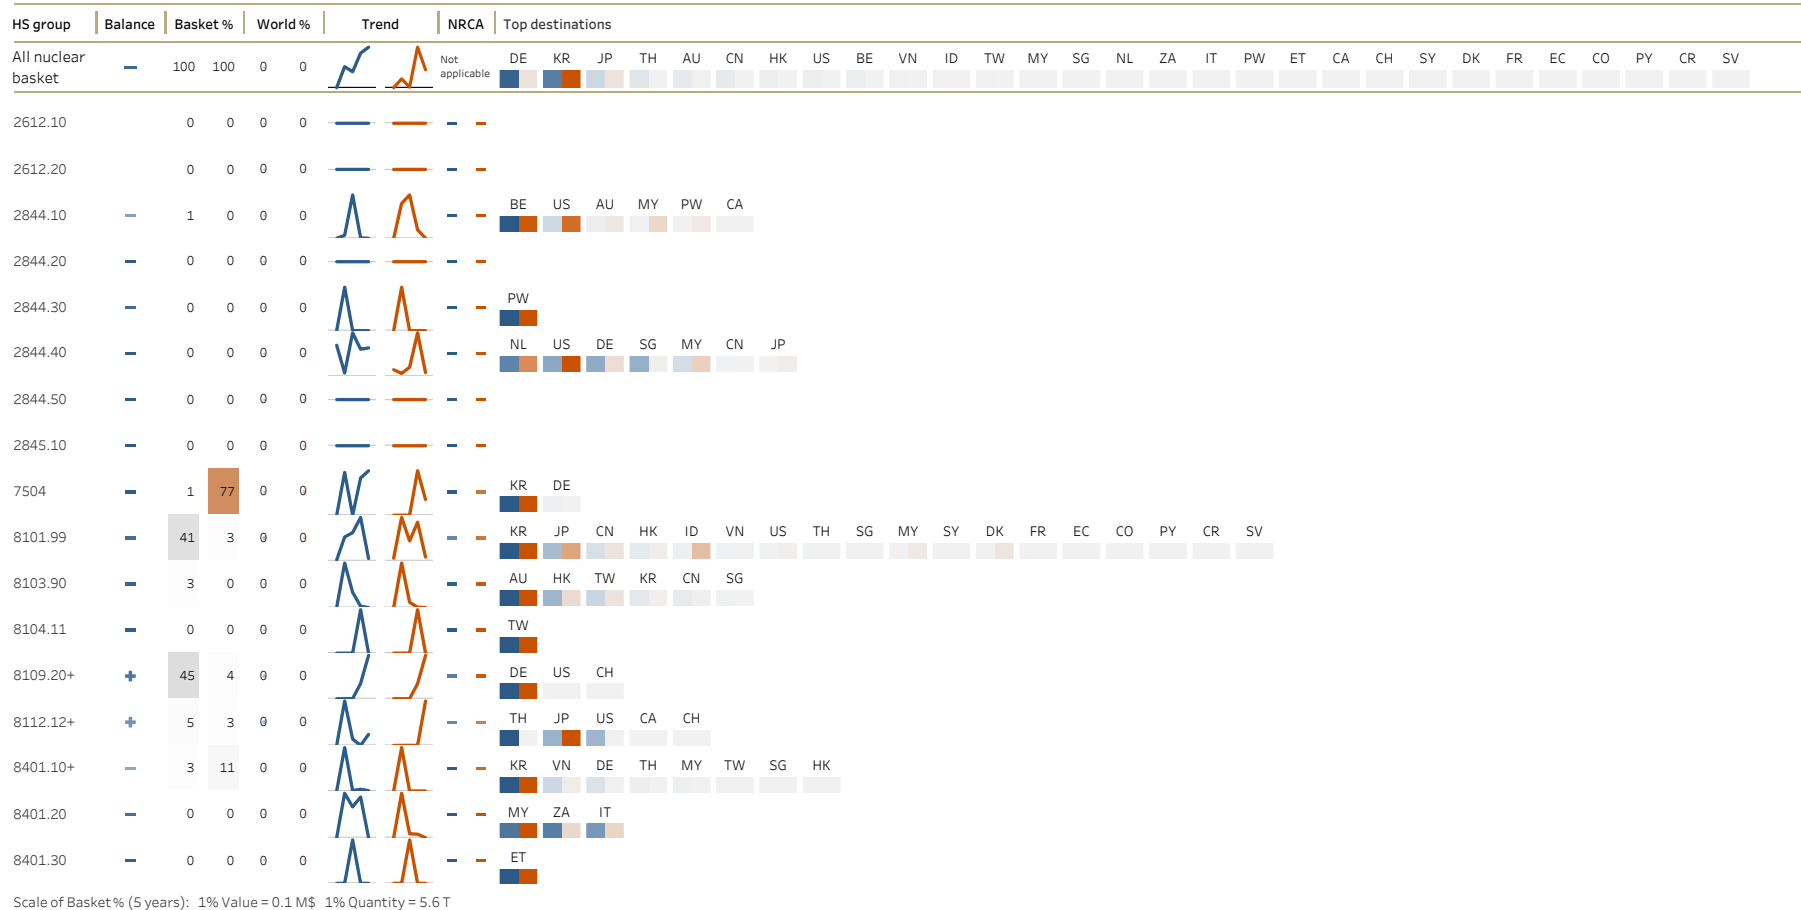 HS group Balance Basket % World % Trend NRCA Top destinations
All nuclear basket 100 100 0 0 Not applicable DE KR JP TH AU CN HK US BE VN ID TW MY SG NL ZA IT PW ET CA CH SY DK FR EC CO PY CR SV
2612.10 0 0 0 0
2612.20 0 0 0 0
2844.10 1 0 0 0 BE US AU MY PW CA
2844.20 0 0 0 0
2844.30 0 0 0 0 PW
2844.40 0 0 0 0 NL US DE SG MY CN JP
2844.50 0 0 0 0
2845.10 0 0 0 0
7504 1 77 0 0 KR DE
8101.99 41 3 0 0 KR JP CN HK ID VN US TH SG MY SY DK FR EC CO PY CR SV
8103.90 3 0 0 0 AU HK TW KR CN SG
8104.11 0 0 0 0 TW
8109.20+ 45 4 0 0 DE US CH
8112.12+ 5 3 0 0 TH JP US CA CH
8401.10+ 3 11 0 0 KR VN DE TH MY TW SG HK
8401.20 0 0 0 0 MY ZA IT
8401.30 0 0 0 0 ET
Scale of Basket% (5 years): 1% Value = 0.1 M$ 1% Quantity = 5.6 T